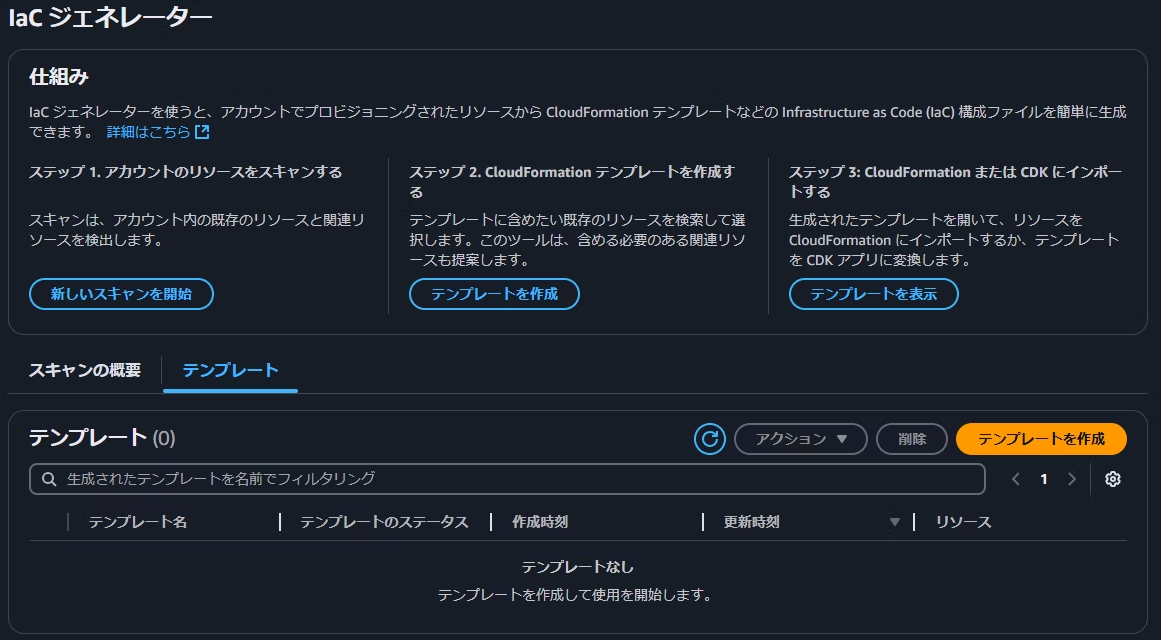 IaC ジェネレーター
仕組み
IaC ジェネレーターを使うと、アカウントでプロビジョニングされたリソースから CloudFormation テンプレートなどの Infrastructure as Code (IaC) 構成ファイルを簡単に生成
できます。 詳細はこちら
ステップ 1. アカウントのリソースをスキャンする
スキャンは、アカウント内の既存のリソースと関連リ
ソースを検出します。
新しいスキャンを開始
ステップ 2. CloudFormation テンプレートを作成す
る
テンプレートに含めたい既存のリソースを検索して選
択します。このツールは、含める必要のある関連リソ
ースも提案します。
テンプレートを作成
ステップ 3: CloudFormation または CDK にインポー
トする
生成されたテンプレートを開いて、リソースを
CloudFormation にインポートするか、テンプレート
を CDK アプリに変換します。
テンプレートを表示
スキャンの概要
テンプレート
テンプレート (0)
アクション
削除
テンプレートを作成
生成されたテンプレートを名前でフィルタリング
1
テンプレート名
テンプレートのステータス
作成時刻
更新時刻
リソース
テンプレートなし
テンプレートを作成して使用を開始します。